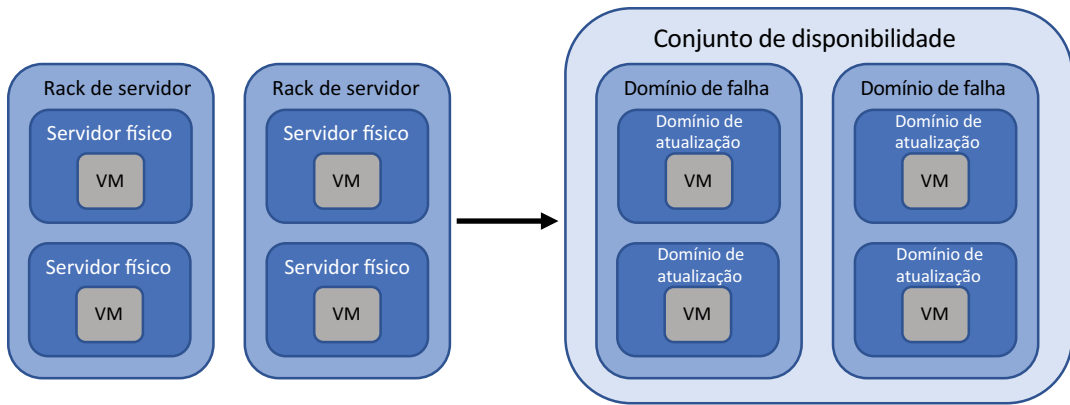 Conjunto de disponibilidade
Rack de servidor
Rack de servidor
Domínio de falha
Domínio de falha
Servidor físico
VM
Servidor físico
VM
Domínio de
atualização
VM
Domínio de
atualização
VM
Servidor físico
VM
Servidor físico
VM
Domínio de
atualização
VM
Domínio de
atualização
VM